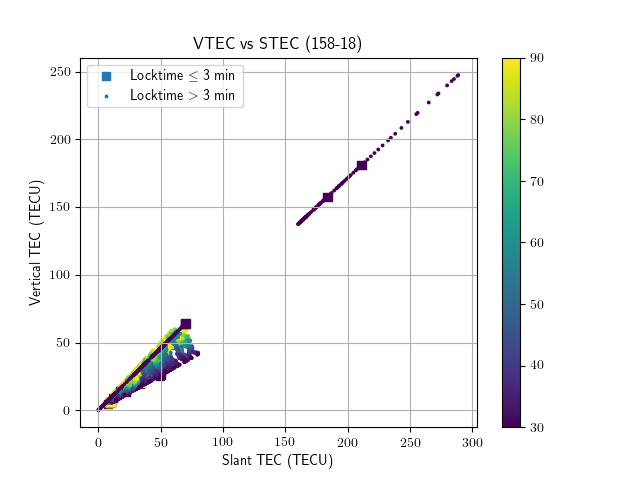 VTEC vs STEC (158-18)
Locktime ≤ 3 min
Locktime > 3 min
Vertical TEC (TECU)
250
200
150
100
50
0
0 50 100 150 200 250 300
Slant TEC (TECU)
90
80
70
60
50
40
30